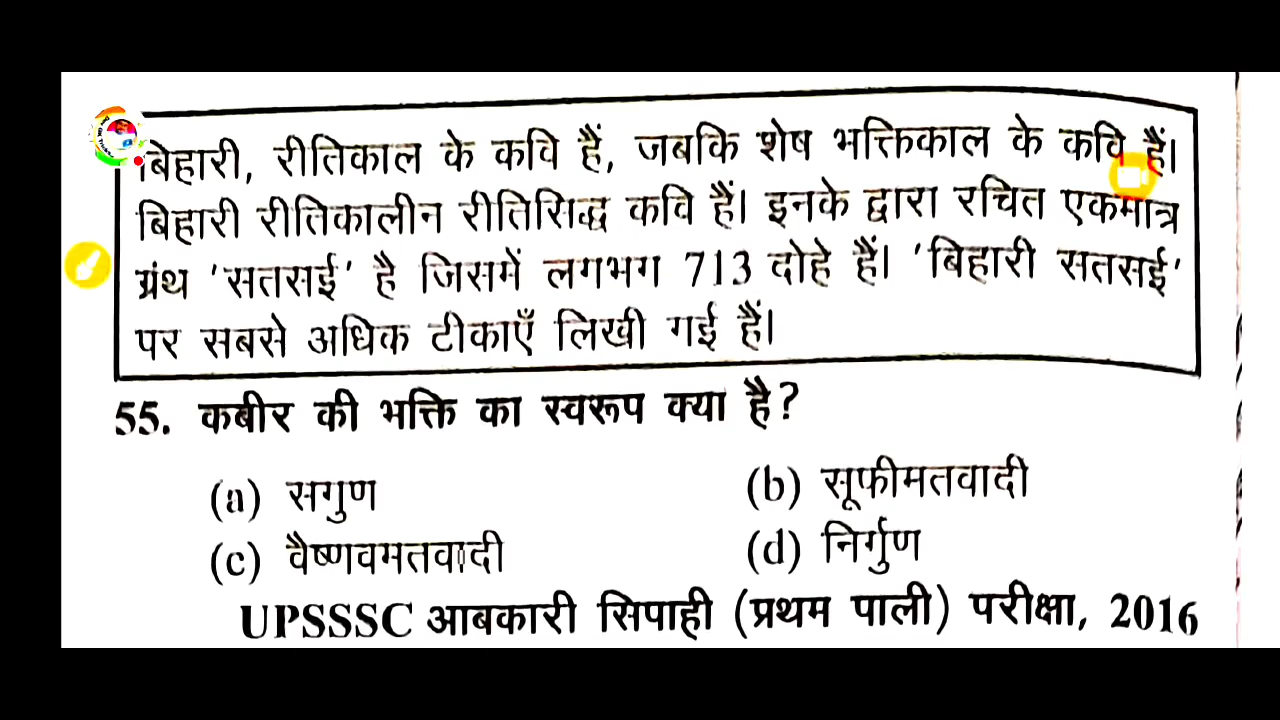 बिहारी, रीतिकाल के कवि हैं, जबकि शेष भक्तिकाल के कवि हैं।
बिहारी रीतिकालीन रीतिसिद्ध कवि हैं। इनके द्वारा रचित एकमात्र
ग्रंथ 'सतसई' है जिसमें लगभग 713 दोहे हैं। 'बिहारी सतसई'
पर सबसे अधिक टीकाएँ लिखी गई हैं।
55. कबीर की भक्ति का स्वरूप क्या है?
(a) सगुण (b) सूफीमतवादी
(c) वैष्णवमतवादी (d) निर्गुण
UPSSSC आबकारी सिपाही (प्रथम पाली) परीक्षा, 2016